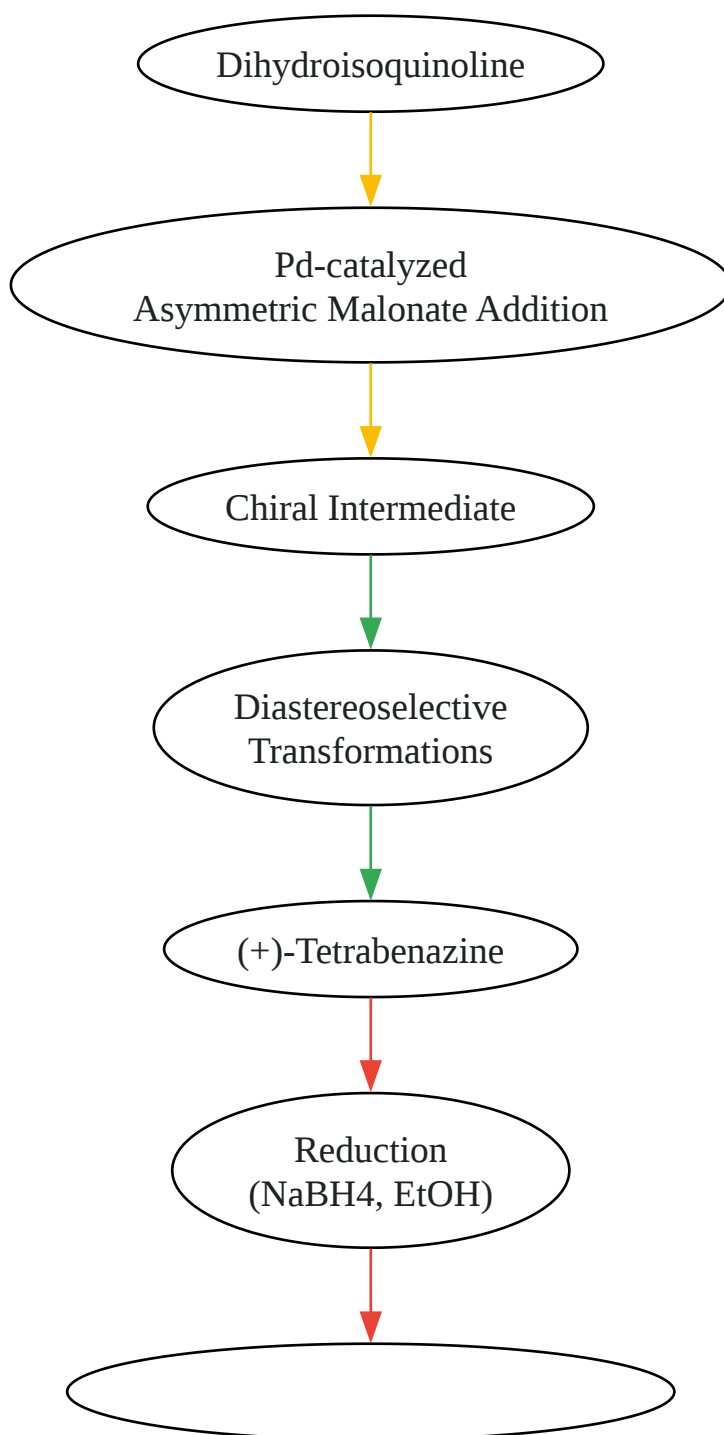 Dihydroisoquinoline
Pd-catalyzed
Asymmetric Malonate Addition
Chiral Intermediate
Diastereoselective
Transformations
(+)-Tetrabenazine
Reduction
(NaBH4, EtOH)